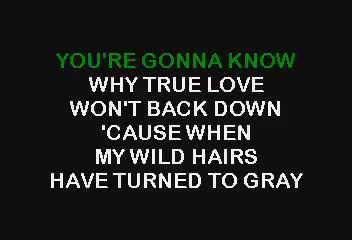 YOU'RE GONNA KNOW
WHY TRUE LOVE
WON'T BACK DOWN
'CAUSE WHEN
MY WILD HAIRS
HAVE TURNED TO GRAY